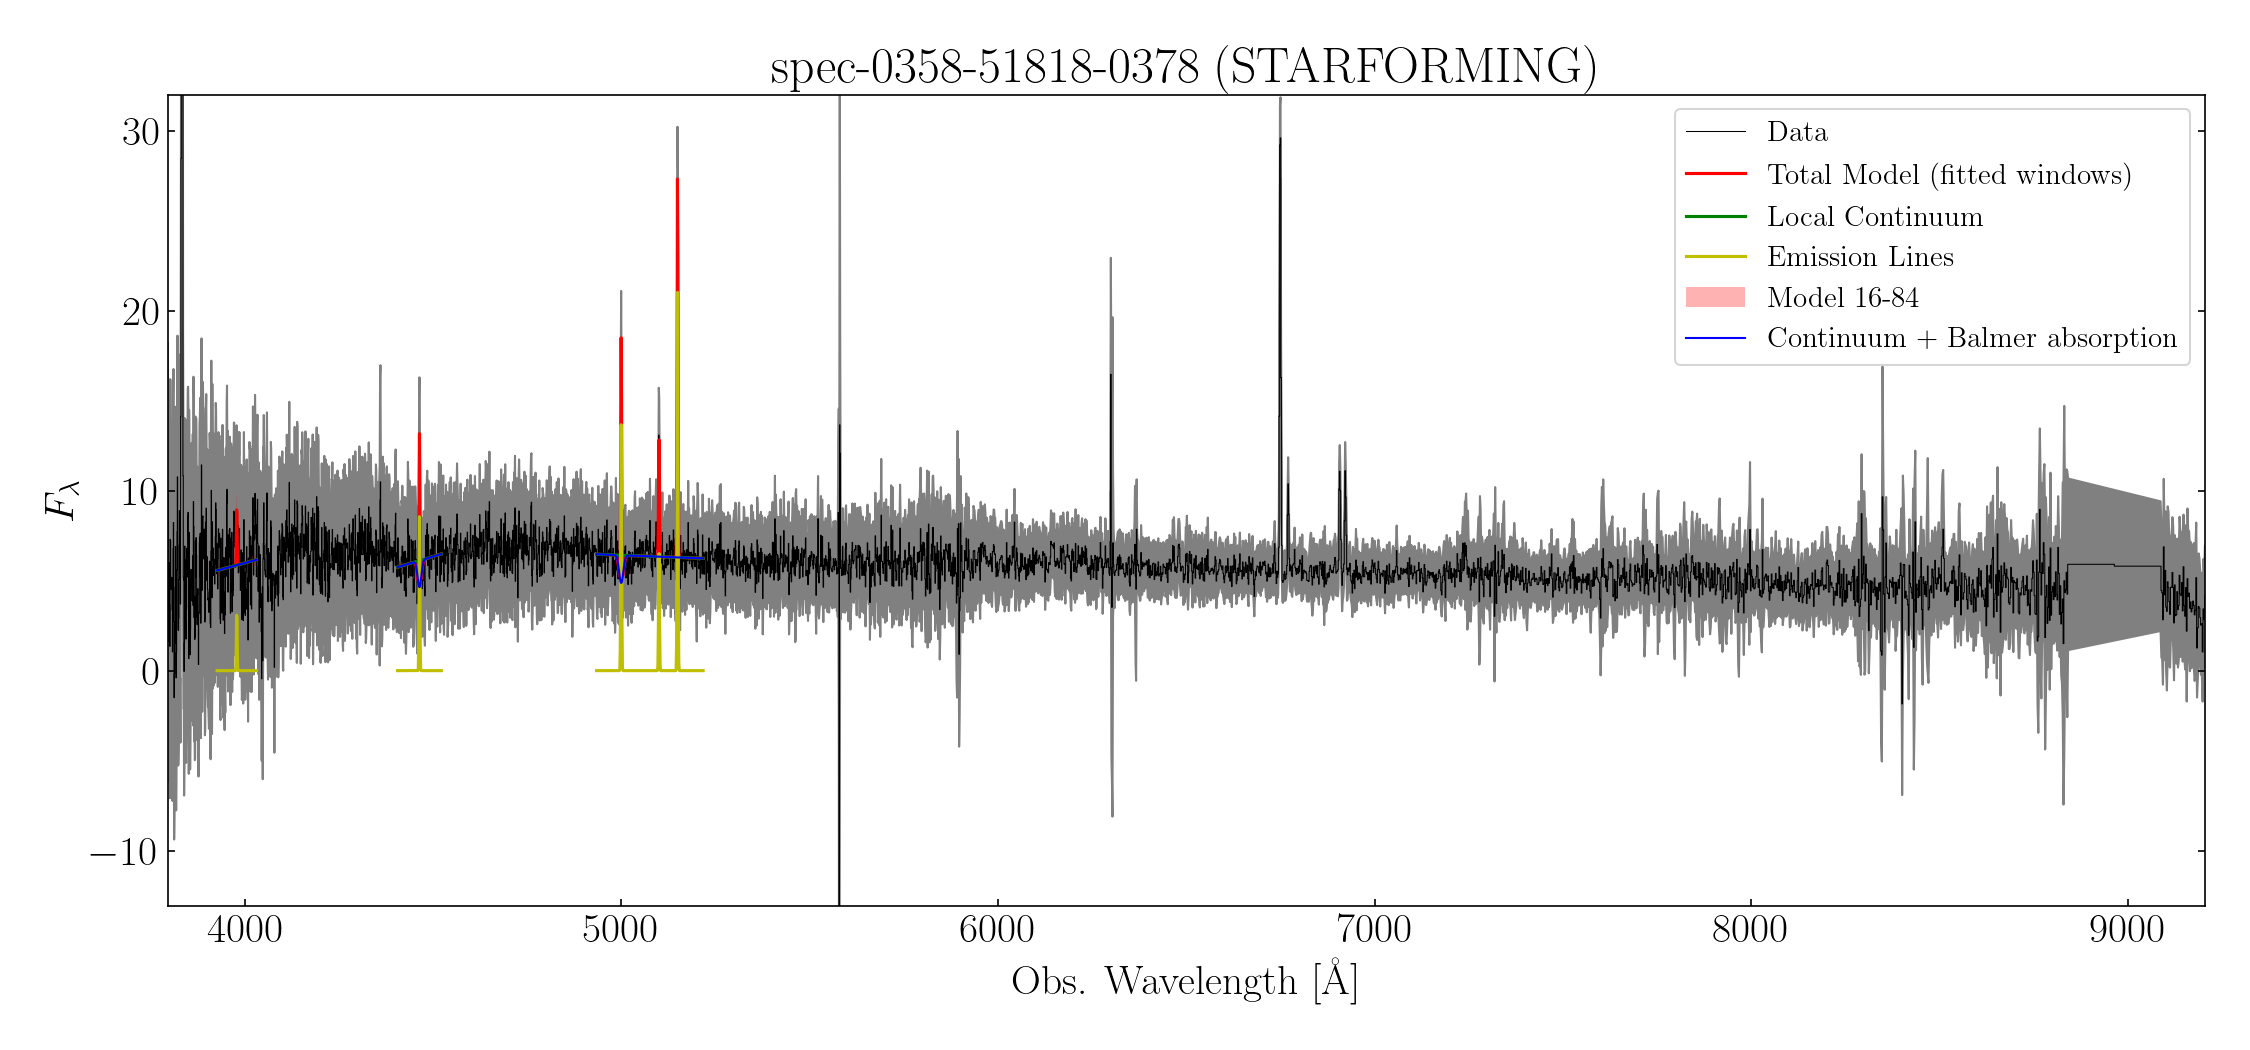 spec-0358-51818-0378 (STARFORMING)
Data
Total Model (fitted windows)
Local Continuum
Emission Lines
Model 16-84
Continuum + Balmer absorption
30
20
10
0
−10
Fλ
4000 5000 6000 7000 8000 9000
Obs. Wavelength [Å]